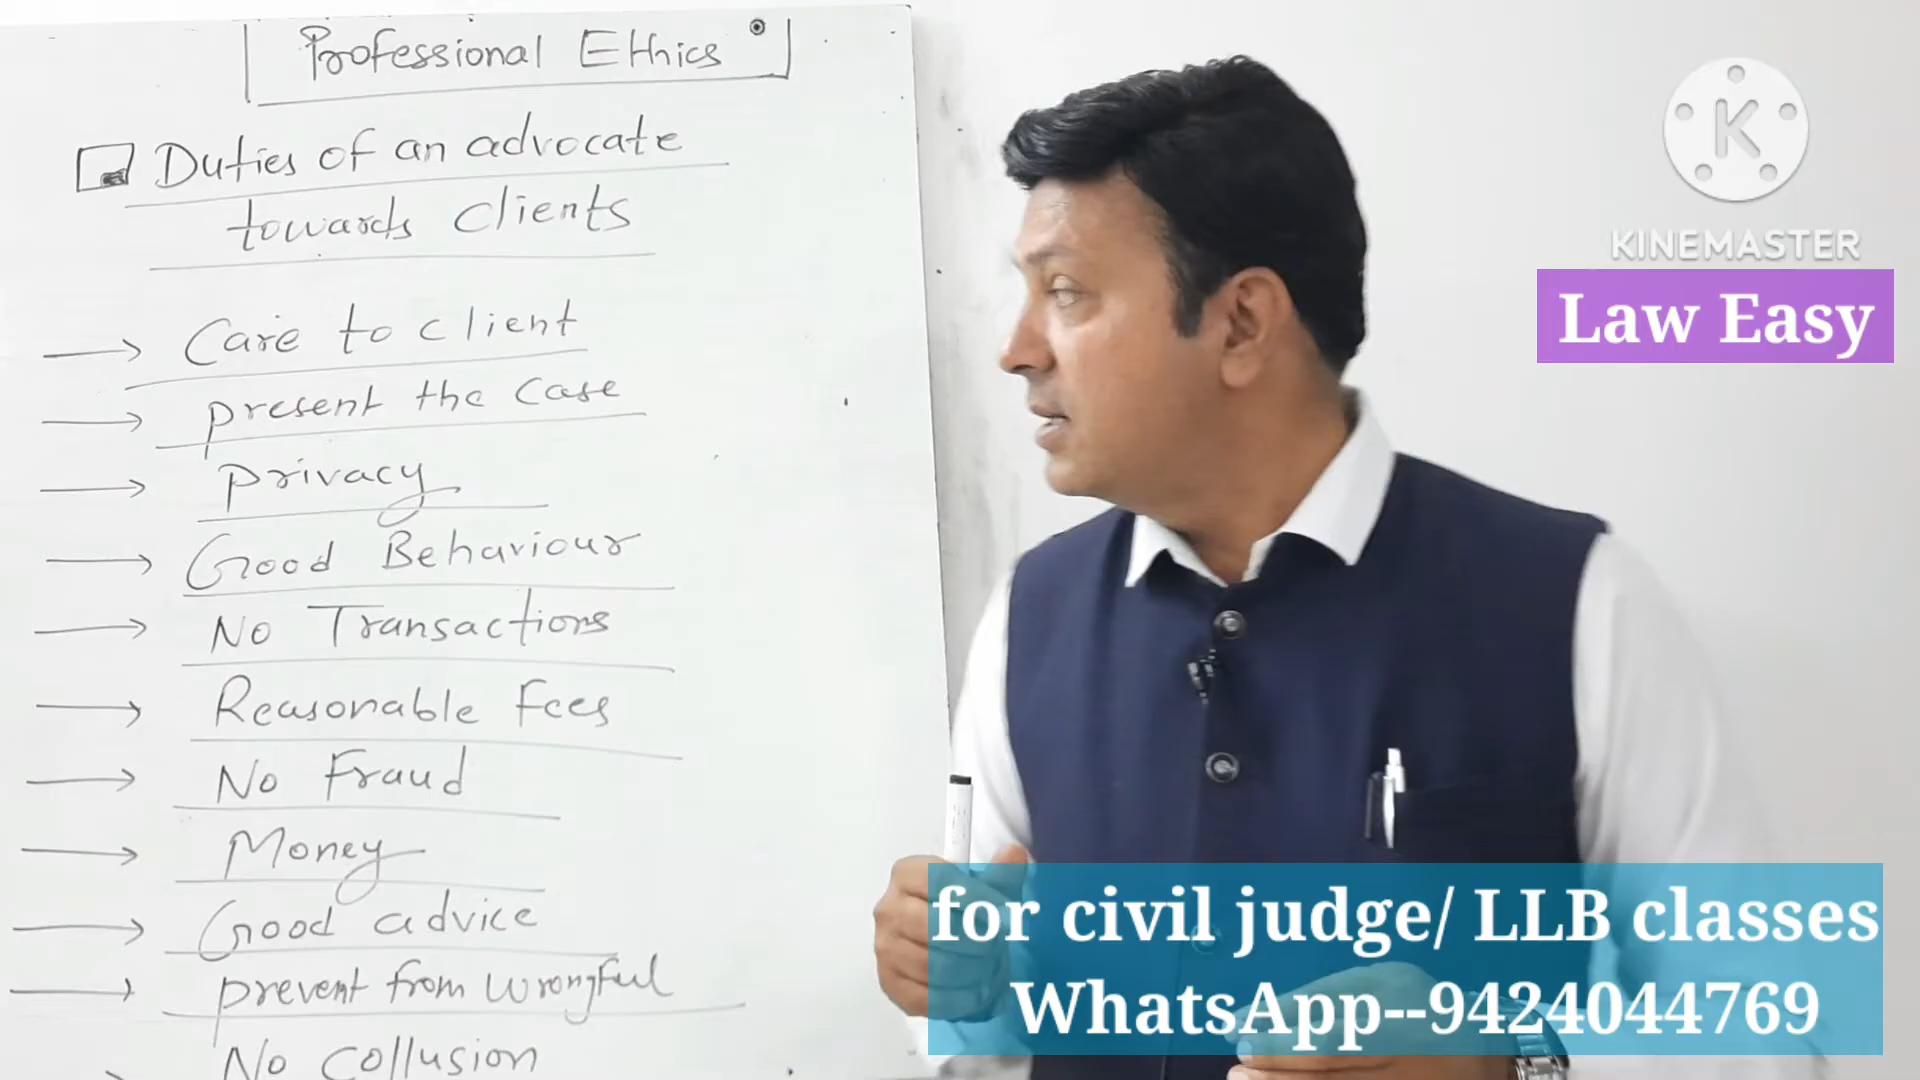 Professional Ethics
Duties of an advocate
towards clients
Care to client
present the case
privacy
Good Behaviour
No Transactions
Reasonable Fees
No Fraud
Money
Good advice
prevent from wrongful
No collusion
K
KINEMASTER
Law Easy
for civil judge/ LLB classes
WhatsApp--9424044769